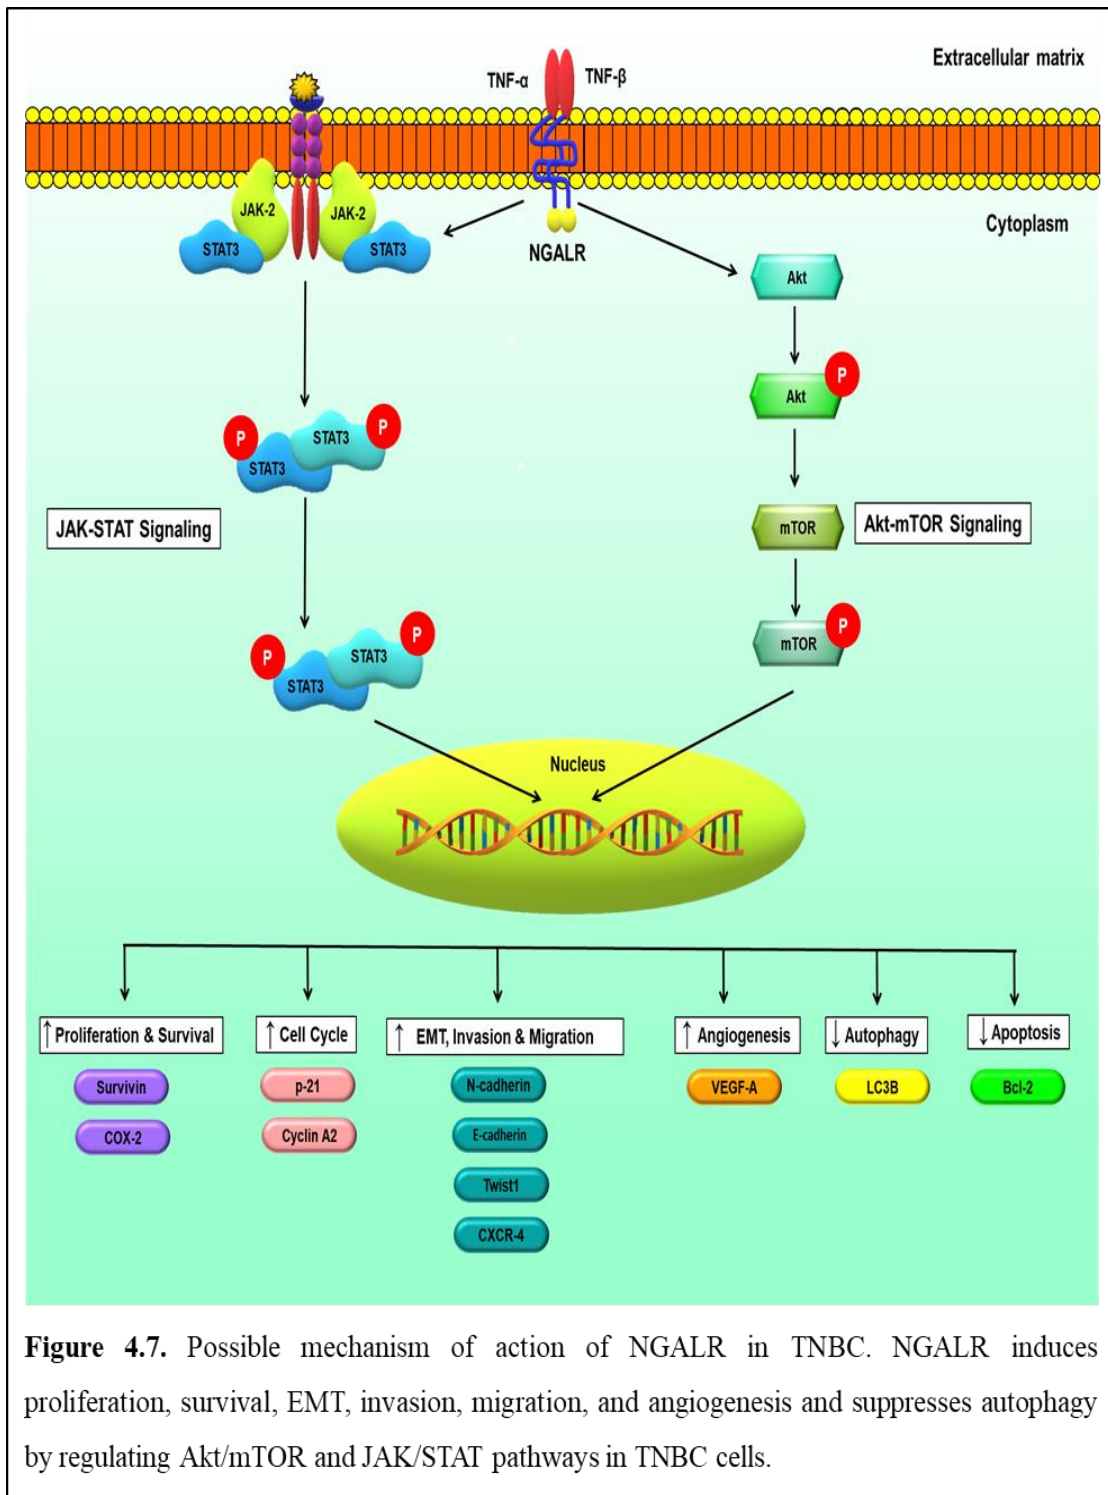 Extracellular matrix
TNF-α TNF-β
JAK-2 JAK-2
STAT3 STAT3
NGALR
Cytoplasm
Akt
P
Akt
P STAT3 P
STAT3
JAK-STAT Signaling
mTOR
Akt-mTOR Signaling
P
mTOR
P STAT3 P
STAT3
Nucleus
↑ Proliferation & Survival
Survivin
COX-2
↑ Cell Cycle
p-21
Cyclin A2
↑ EMT, Invasion & Migration
N-cadherin
E-cadherin
Twist1
CXCR-4
↑ Angiogenesis
VEGF-A
↓ Autophagy
LC3B
↓ Apoptosis
Bcl-2
Figure 4.7. Possible mechanism of action of NGALR in TNBC. NGALR induces
proliferation, survival, EMT, invasion, migration, and angiogenesis and suppresses autophagy
by regulating Akt/mTOR and JAK/STAT pathways in TNBC cells.